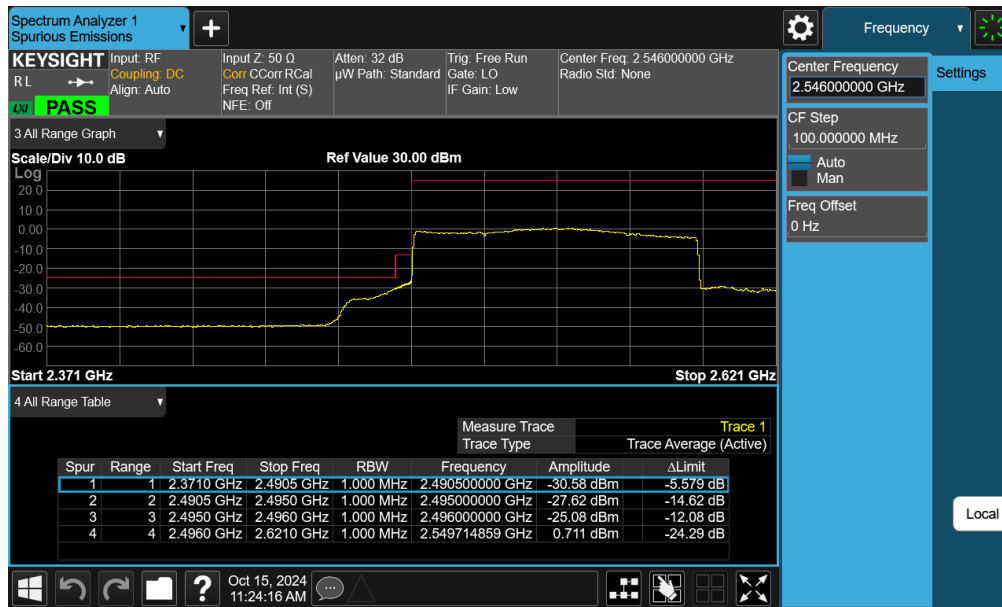 Spectrum Analyzer 1
Spurious Emissions
Frequency
KEYSIGHT
Input: RF
Coupling: DC
Align: Auto
Input Z: 50 Ω
Corr CCorr RCal
Freq Ref: Int (S)
NFE: Off
Atten: 32 dB
µW Path: Standard
Trig: Free Run
Gate: LO
IF Gain: Low
Center Freq: 2.546000000 GHz
Radio Std: None
R L
LXI
PASS
Center Frequency
2.546000000 GHz
Settings
CF Step
100.000000 MHz
Auto
Man
Freq Offset
0 Hz
3 All Range Graph
Scale/Div 10.0 dB
Ref Value 30.00 dBm
Log
20.0
10.0
0.00
-10.0
-20.0
-30.0
-40.0
-50.0
-60.0
Start 2.371 GHz
Stop 2.621 GHz
4 All Range Table
Measure Trace Trace 1
Trace Type Trace Average (Active)
Spur Range Start Freq Stop Freq RBW Frequency Amplitude ΔLimit
1 1 2.3710 GHz 2.4905 GHz 1.000 MHz 2.490500000 GHz -30.58 dBm -5.579 dB
2 2 2.4905 GHz 2.4950 GHz 1.000 MHz 2.495000000 GHz -27.62 dBm -14.62 dB
3 3 2.4950 GHz 2.4960 GHz 1.000 MHz 2.496000000 GHz -25.08 dBm -12.08 dB
4 4 2.4960 GHz 2.6210 GHz 1.000 MHz 2.549714859 GHz 0.711 dBm -24.29 dB
Local
Oct 15, 2024
11:24:16 AM